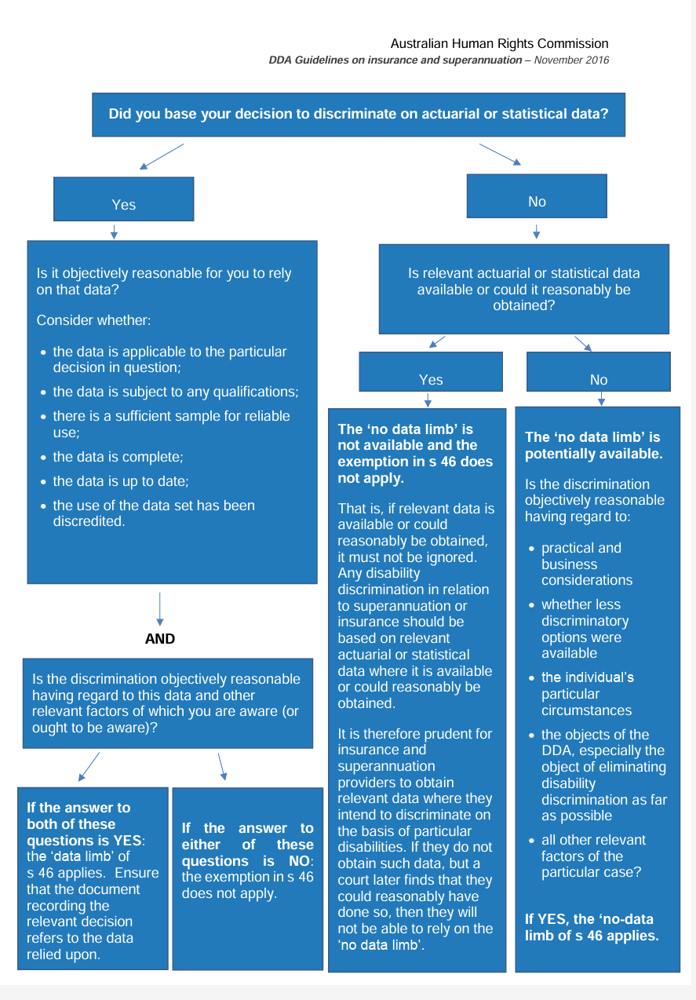 Australian Human Rights Commission
DDA Guidelines on insurance and superannuation – November 2016
Did you base your decision to discriminate on actuarial or statistical data?
Yes
No
Is it objectively reasonable for you to rely
on that data?
Consider whether:
• the data is applicable to the particular
decision in question;
• the data is subject to any qualifications;
• there is a sufficient sample for reliable
use;
• the data is complete;
• the data is up to date;
• the use of the data set has been
discredited.
AND
Is the discrimination objectively reasonable
having regard to this data and other
relevant factors of which you are aware (or
ought to be aware)?
If the answer to
both of these
questions is YES:
the ‘data limb’ of
s 46 applies.  Ensure
that the document
recording the
relevant decision
refers to the data
relied upon.
If the answer to
either of these
questions is NO:
the exemption in s 46
does not apply.
Is relevant actuarial or statistical data
available or could it reasonably be
obtained?
Yes
No
The ‘no data limb’ is
not available and the
exemption in s 46 does
not apply.
That is, if relevant data is
available or could
reasonably be obtained,
it must not be ignored.
Any disability
discrimination in relation
to superannuation or
insurance should be
based on relevant
actuarial or statistical
data where it is available
or could reasonably be
obtained.
It is therefore prudent for
insurance and
superannuation
providers to obtain
relevant data where they
intend to discriminate on
the basis of particular
disabilities. If they do not
obtain such data, but a
court later finds that they
could reasonably have
done so, then they will
not be able to rely on the
‘no data limb’.
The ‘no data limb’ is
potentially available.
Is the discrimination
objectively reasonable
having regard to:
• practical and
business
considerations
• whether less
discriminatory
options were
available
• the individual’s
particular
circumstances
• the objects of the
DDA, especially the
object of eliminating
disability
discrimination as far
as possible
• all other relevant
factors of the
particular case?
If YES, the ‘no-data
limb of s 46 applies.